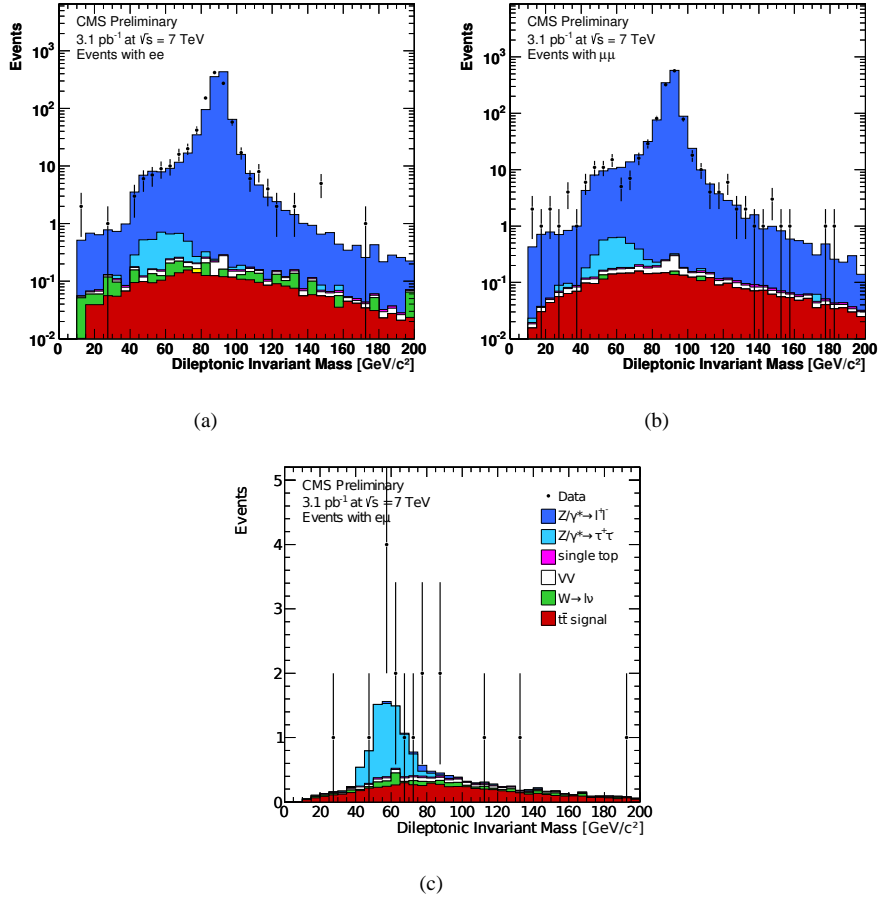 CMS Preliminary
3.1 pb⁻¹ at √s = 7 TeV
Events with ee
Events
10³
10²
10
1
10⁻¹
10⁻²
0 20 40 60 80 100 120 140 160 180 200
Dileptonic Invariant Mass [GeV/c²]
(a)
CMS Preliminary
3.1 pb⁻¹ at √s = 7 TeV
Events with μμ
Events
10³
10²
10
1
10⁻¹
10⁻²
0 20 40 60 80 100 120 140 160 180 200
Dileptonic Invariant Mass [GeV/c²]
(b)
CMS Preliminary
3.1 pb⁻¹ at √s = 7 TeV
Events with eμ
Events
5
4
3
2
1
0
Data
Z/γ*→l⁺l⁻
Z/γ*→τ⁺τ⁻
single top
VV
W→lν
tt̄ signal
0 20 40 60 80 100 120 140 160 180 200
Dileptonic Invariant Mass [GeV/c²]
(c)